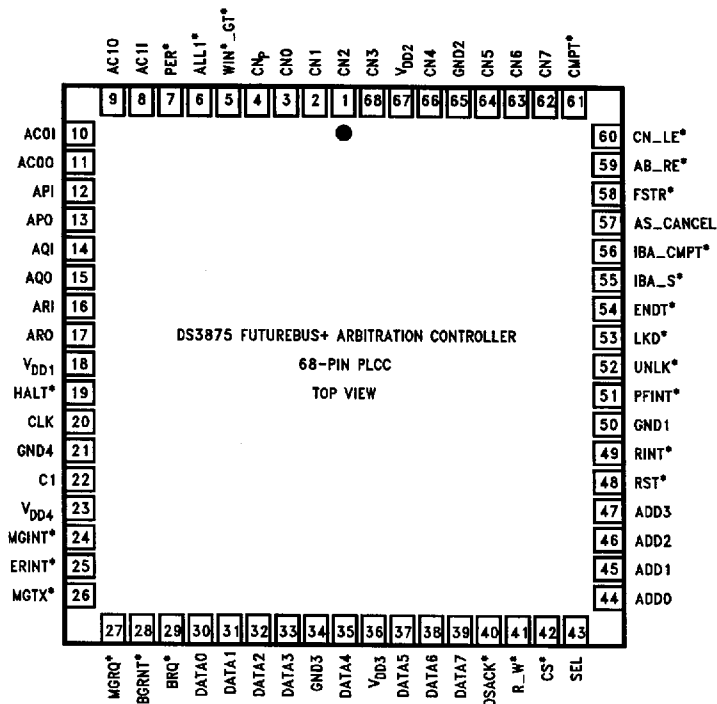 AC1O
AC1I
PER*
ALL1*
WIN*_GT*
CNp
CN0
CN1
CN2
CN3
VDD2
CN4
GND2
CN5
CN6
CN7
CMPT*
9 8 7 6 5 4 3 2 1 68 67 66 65 64 63 62 61
AC0I 10
AC0O 11
API 12
APO 13
AQI 14
AQO 15
ARI 16
ARO 17
VDD1 18
HALT* 19
CLK 20
GND4 21
C1 22
VDD4 23
MGINT* 24
ERINT* 25
MGTX* 26
DS3875 FUTUREBUS+ ARBITRATION CONTROLLER
68-PIN PLCC
TOP VIEW
60 CN_LE*
59 AB_RE*
58 FSTR*
57 AS_CANCEL
56 IBA_CMPT*
55 IBA_S*
54 ENDT*
53 LKD*
52 UNLK*
51 PFINT*
50 GND1
49 RINT*
48 RST*
47 ADD3
46 ADD2
45 ADD1
44 ADD0
27 28 29 30 31 32 33 34 35 36 37 38 39 40 41 42 43
MGRQ*
BGRNT*
BRQ*
DATA0
DATA1
DATA2
DATA3
GND3
DATA4
VDD3
DATA5
DATA6
DATA7
DSACK*
R_W*
CS*
SEL